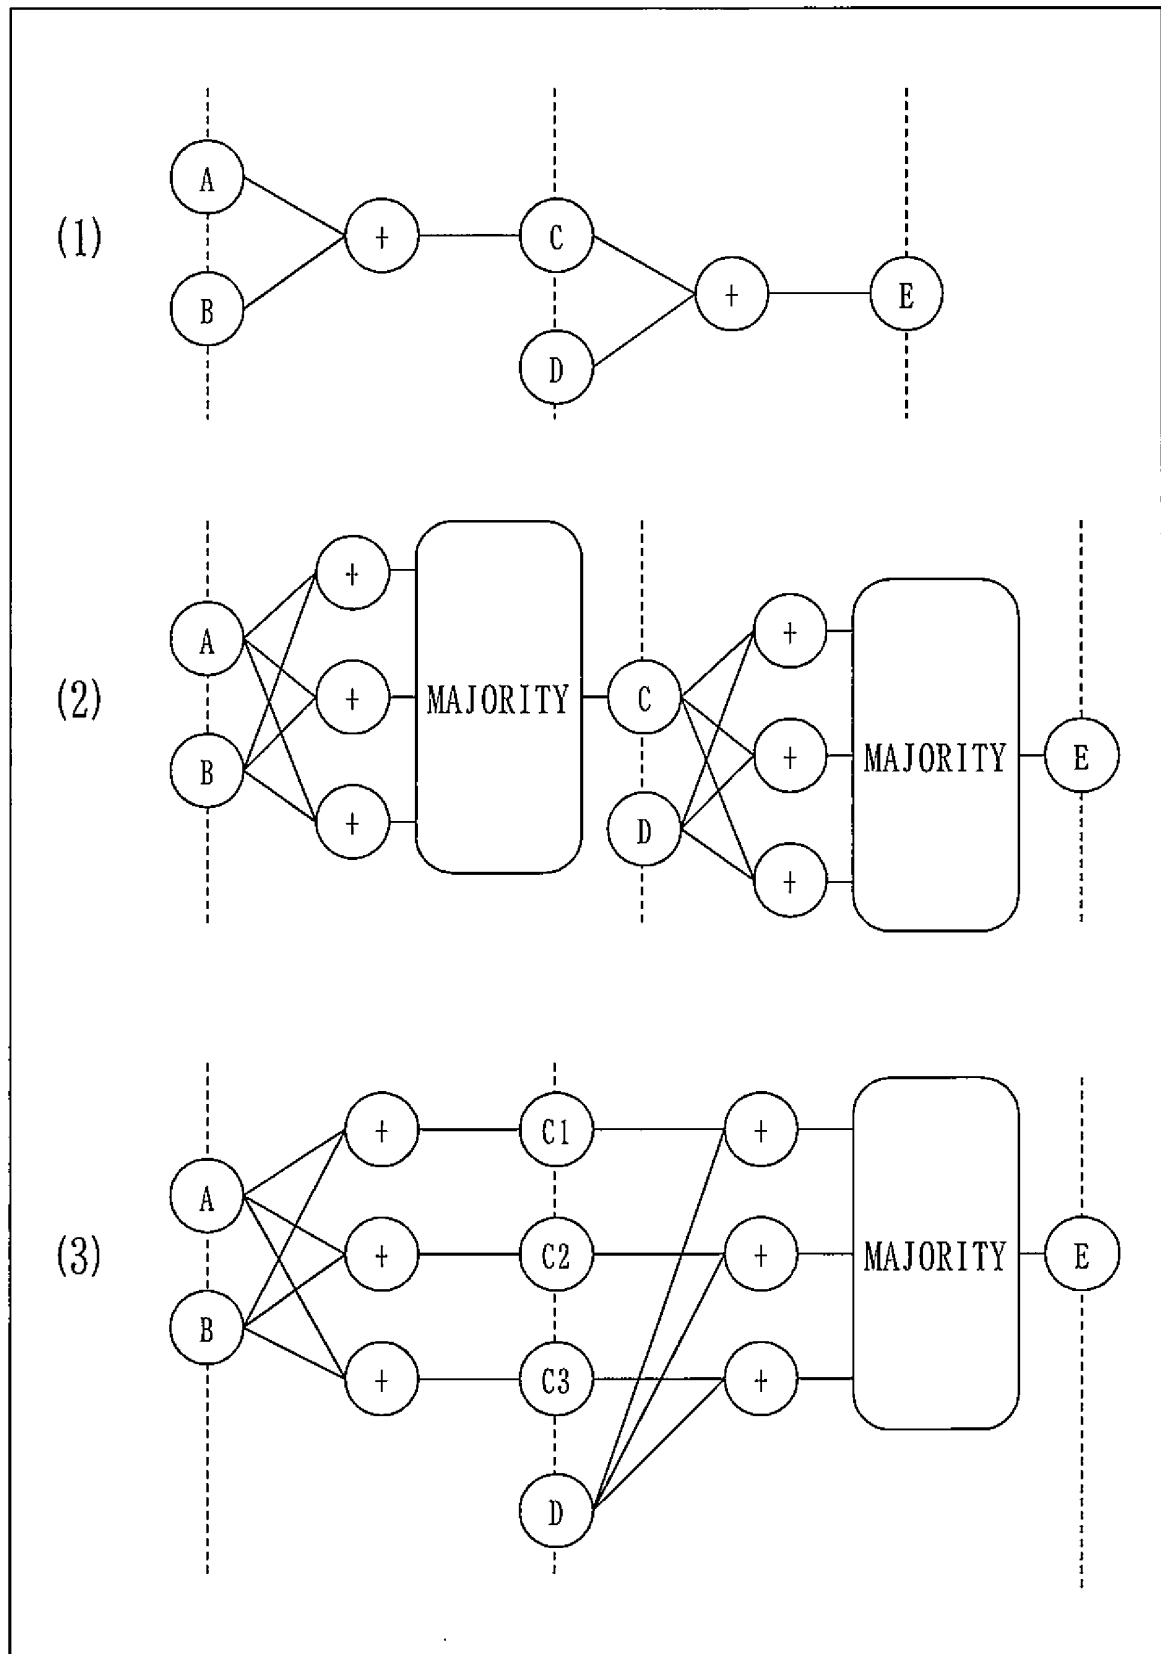 A
(1)
+
C
B
+
E
D
+
A
+
(2)
+
MAJORITY
C
B
+
MAJORITY
E
D
+
+
+
C1
+
A
(3)
+
C2
+
MAJORITY
E
B
+
C3
+
D